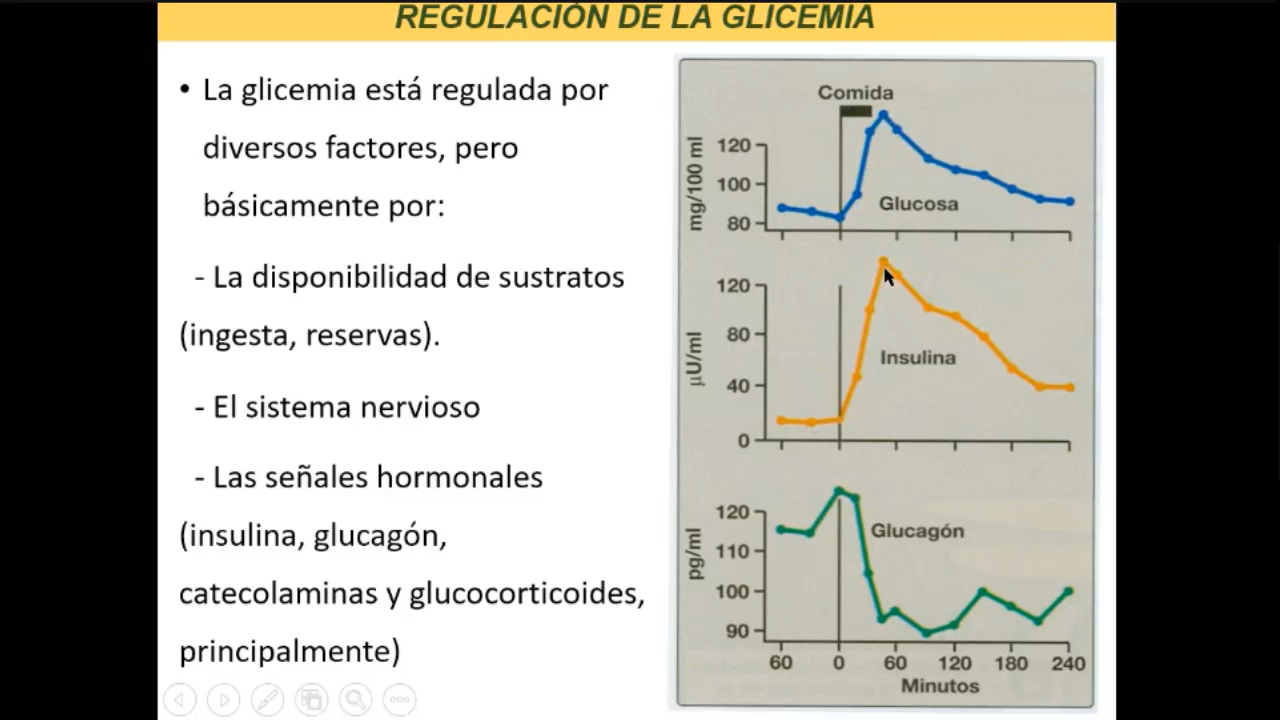 REGULACIÓN DE LA GLICEMIA
• La glicemia está regulada por
diversos factores, pero
básicamente por:
- La disponibilidad de sustratos
(ingesta, reservas).
- El sistema nervioso
- Las señales hormonales
(insulina, glucagón,
catecolaminas y glucocorticoides,
principalmente)
Comida
mg/100 ml
120
100
80
Glucosa
µU/ml
120
80
40
0
Insulina
pg/ml
120
110
100
90
Glucagón
60 0 60 120 180 240
Minutos